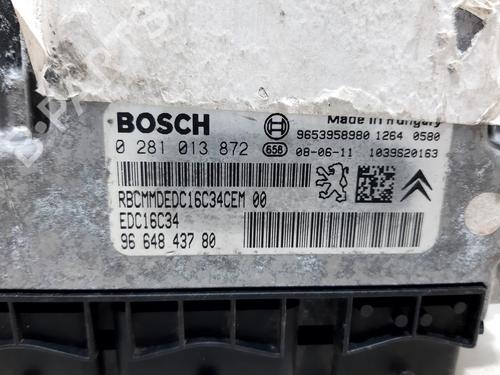 Made in Hungary
BOSCH
9653958980 1264 0580
0 281 013 872 658 08-06-11 1039S20163
RBCMMDEDC16C34CEM 00
EDC16C34
96 648 437 80
B-PARTS